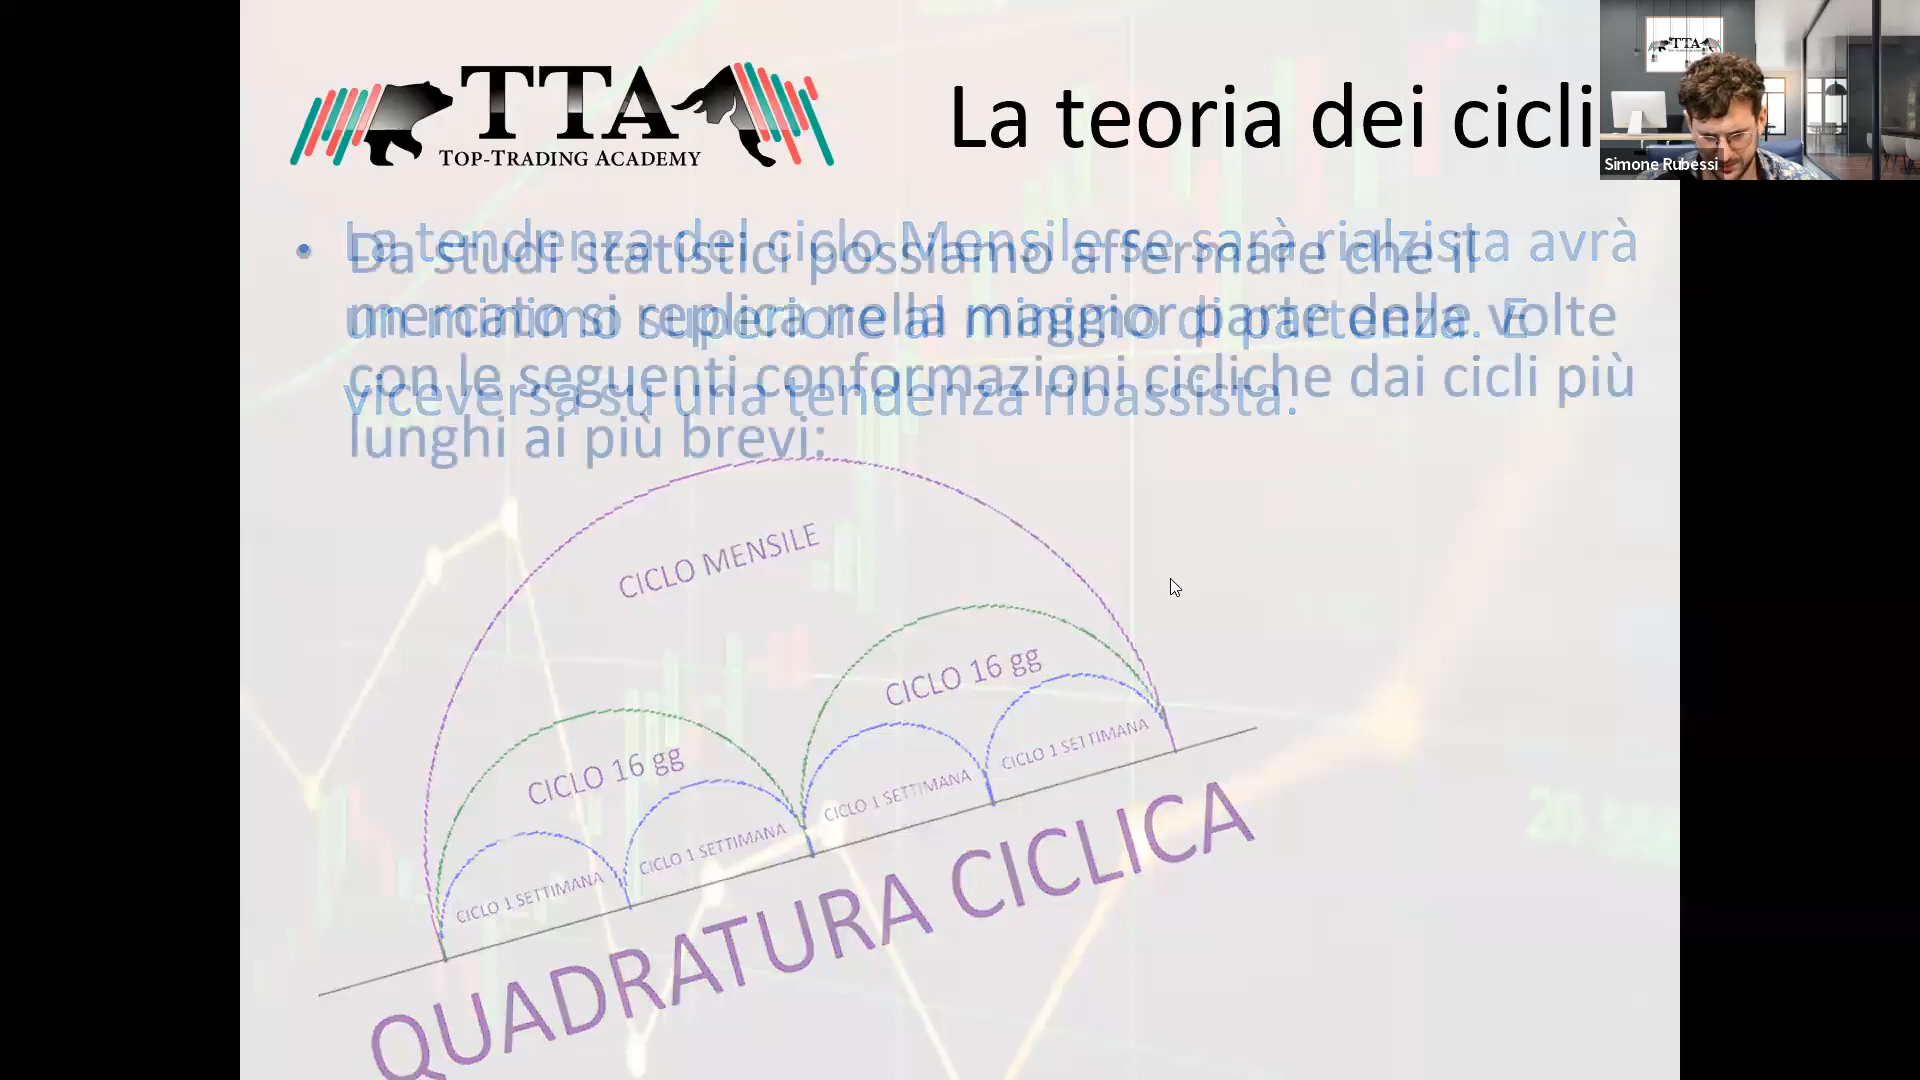 TTA
TOP-TRADING ACADEMY
La teoria dei cicli
TTA
Simone Rubessi
La tendenza del ciclo Mensile se sarà rialzista avrà
un minimo superiore al minimo di partenza. E
viceversa su una tendenza ribassista.
• Da studi statistici possiamo affermare che il
mercato si replica nella maggior parte delle volte
con le seguenti conformazioni cicliche dai cicli più
lunghi ai più brevi:
CICLO MENSILE
CICLO 16 gg
CICLO 16 gg
CICLO 1 SETTIMANA
CICLO 1 SETTIMANA
CICLO 1 SETTIMANA
CICLO 1 SETTIMANA
QUADRATURA CICLICA